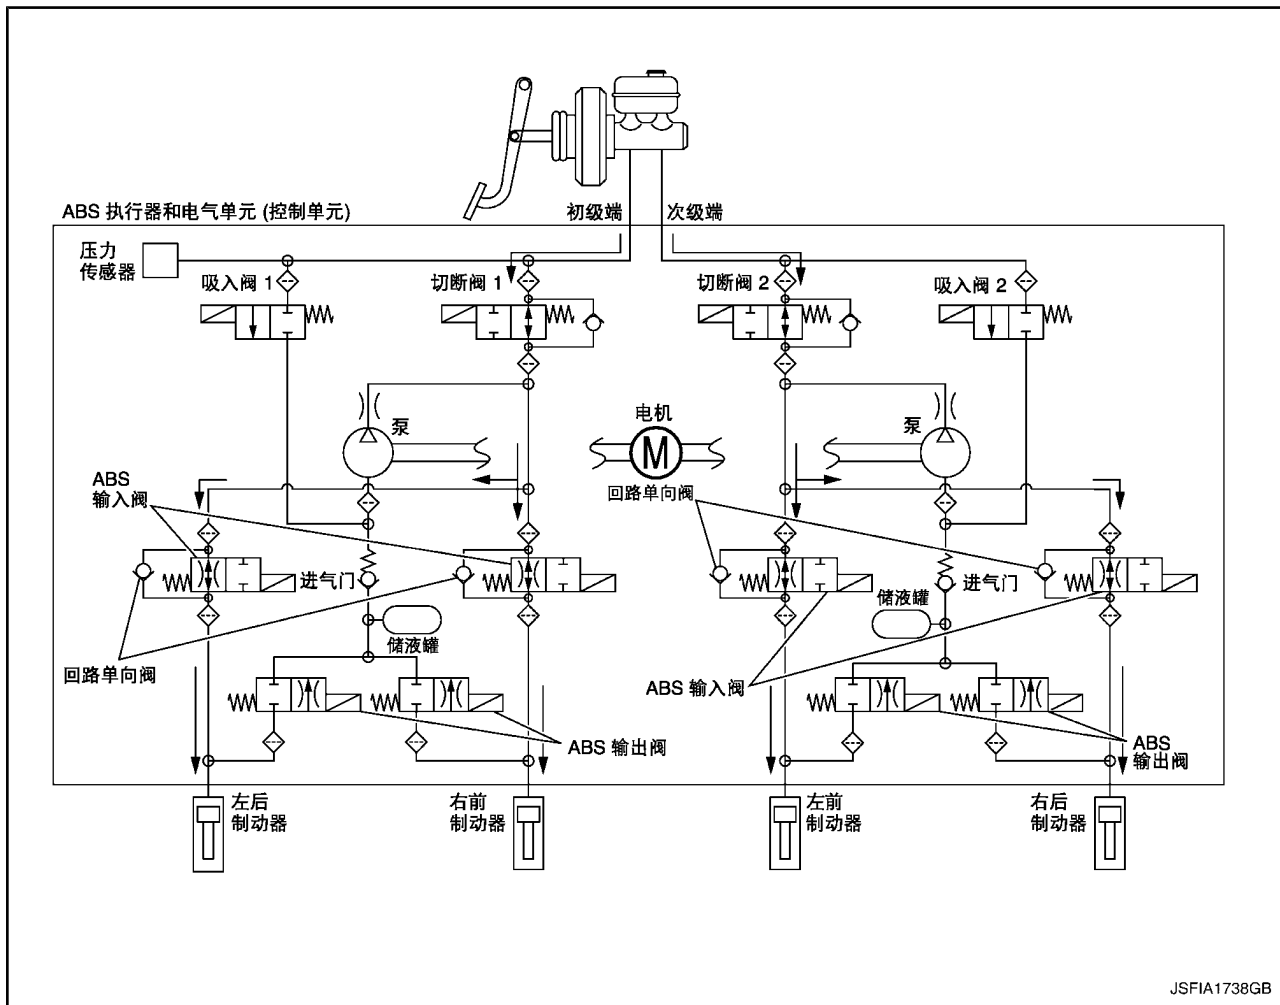 ABS 执行器和电气单元 (控制单元)
初级端
次级端
压力
传感器
吸入阀 1
切断阀 1
切断阀 2
吸入阀 2
泵
电机
M
泵
ABS
输入阀
回路单向阀
进气门
进气门
储液罐
储液罐
回路单向阀
ABS 输入阀
ABS 输出阀
ABS
输出阀
左后
制动器
右前
制动器
左前
制动器
右后
制动器
JSFIA1738GB